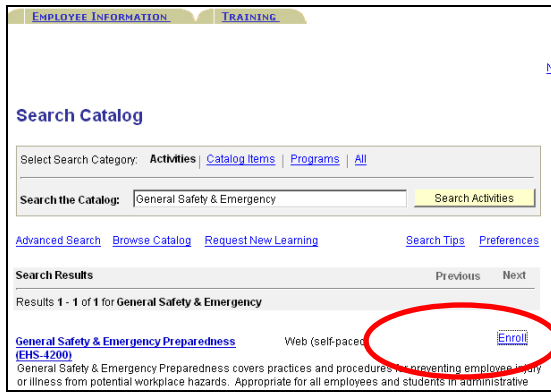 EMPLOYEE INFORMATION TRAINING
N
Search Catalog
Select Search Category: Activities | Catalog Items | Programs | All
Search the Catalog: General Safety & Emergency Search Activities
Advanced Search Browse Catalog Request New Learning Search Tips Preferences
Search Results Previous Next
Results 1 - 1 of 1 for General Safety & Emergency
General Safety & Emergency Preparedness Web (self-paced Enroll
(EHS-4200)
General Safety & Emergency Preparedness covers practices and procedures for preventing employee injury
or illness from potential workplace hazards. Appropriate for all employees and students in administrative